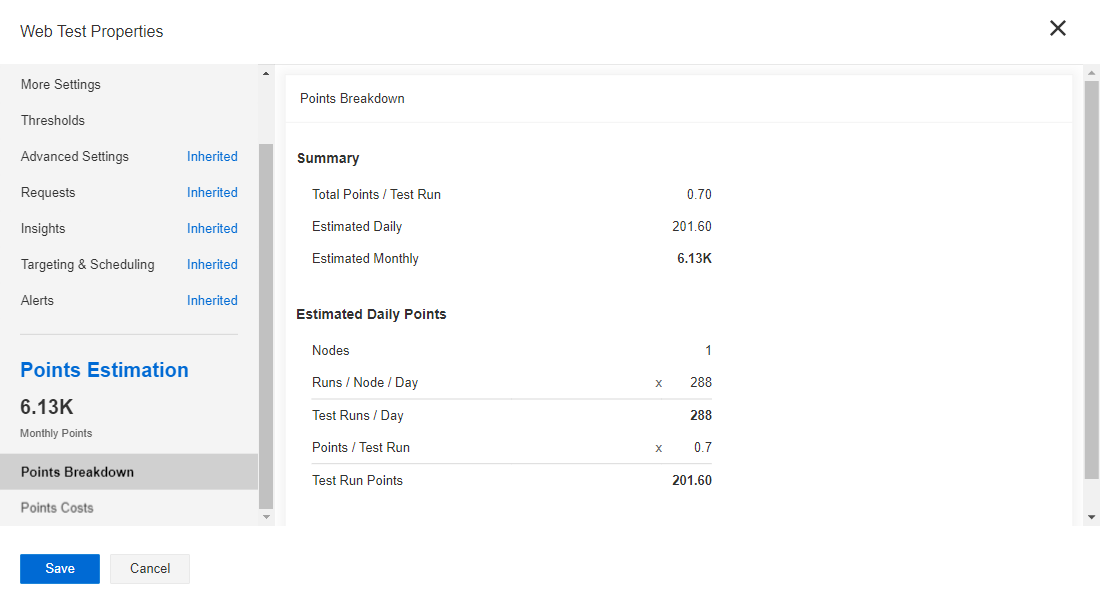 Web Test Properties
More Settings
Thresholds
Advanced Settings Inherited
Requests Inherited
Insights Inherited
Targeting & Scheduling Inherited
Alerts Inherited
Points Estimation
6.13K
Monthly Points
Points Breakdown
Points Costs
Points Breakdown
Summary
Total Points / Test Run 0.70
Estimated Daily 201.60
Estimated Monthly 6.13K
Estimated Daily Points
Nodes 1
Runs / Node / Day x 288
Test Runs / Day 288
Points / Test Run x 0.7
Test Run Points 201.60
Save Cancel